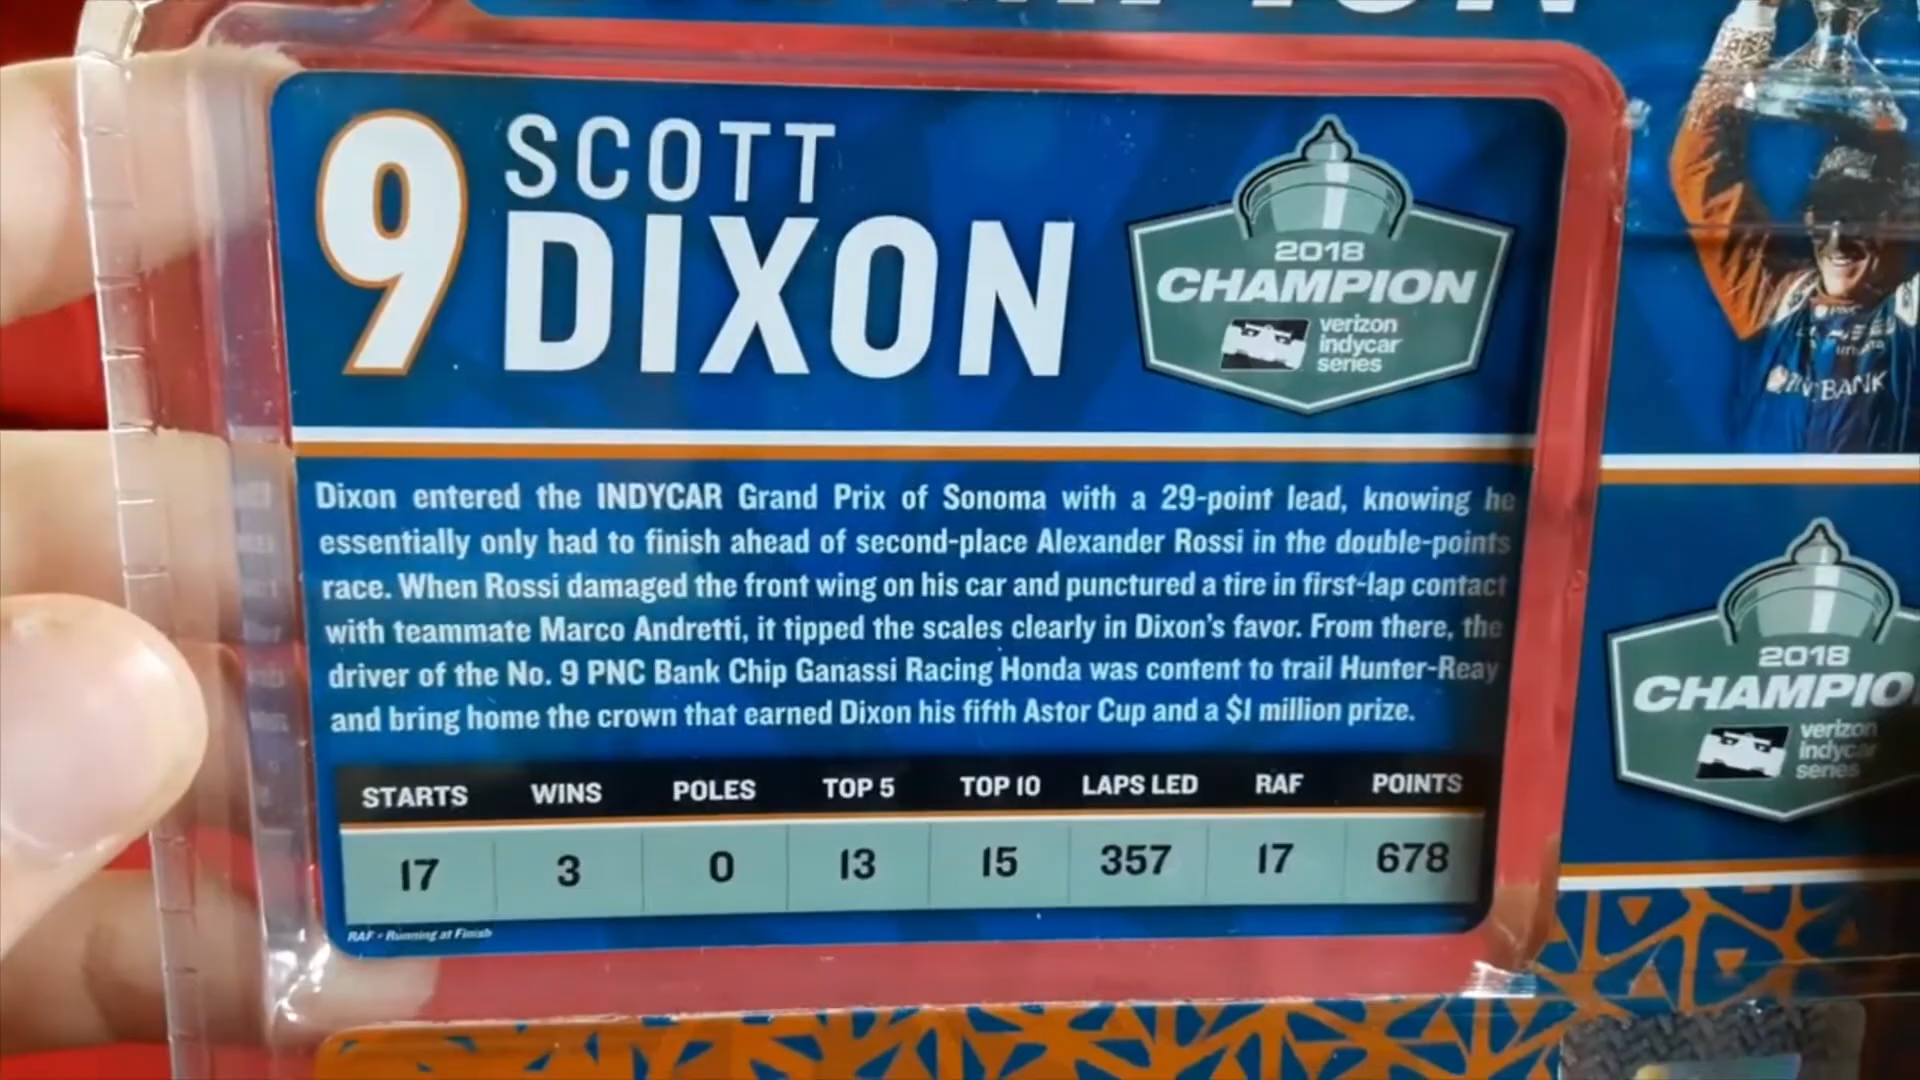 9 SCOTT
DIXON
2018
CHAMPION
verizon
indycar
series
BANK
Dixon entered the INDYCAR Grand Prix of Sonoma with a 29-point lead, knowing he
essentially only had to finish ahead of second-place Alexander Rossi in the double-points
race. When Rossi damaged the front wing on his car and punctured a tire in first-lap contact
with teammate Marco Andretti, it tipped the scales clearly in Dixon's favor. From there, the
driver of the No. 9 PNC Bank Chip Ganassi Racing Honda was content to trail Hunter-Reay
and bring home the crown that earned Dixon his fifth Astor Cup and a $1 million prize.
2018
CHAMPIO
verizon
indycar
series
STARTS WINS POLES TOP 5 TOP 10 LAPS LED RAF POINTS
17 3 0 13 15 357 17 678
RAF - Running at Finish